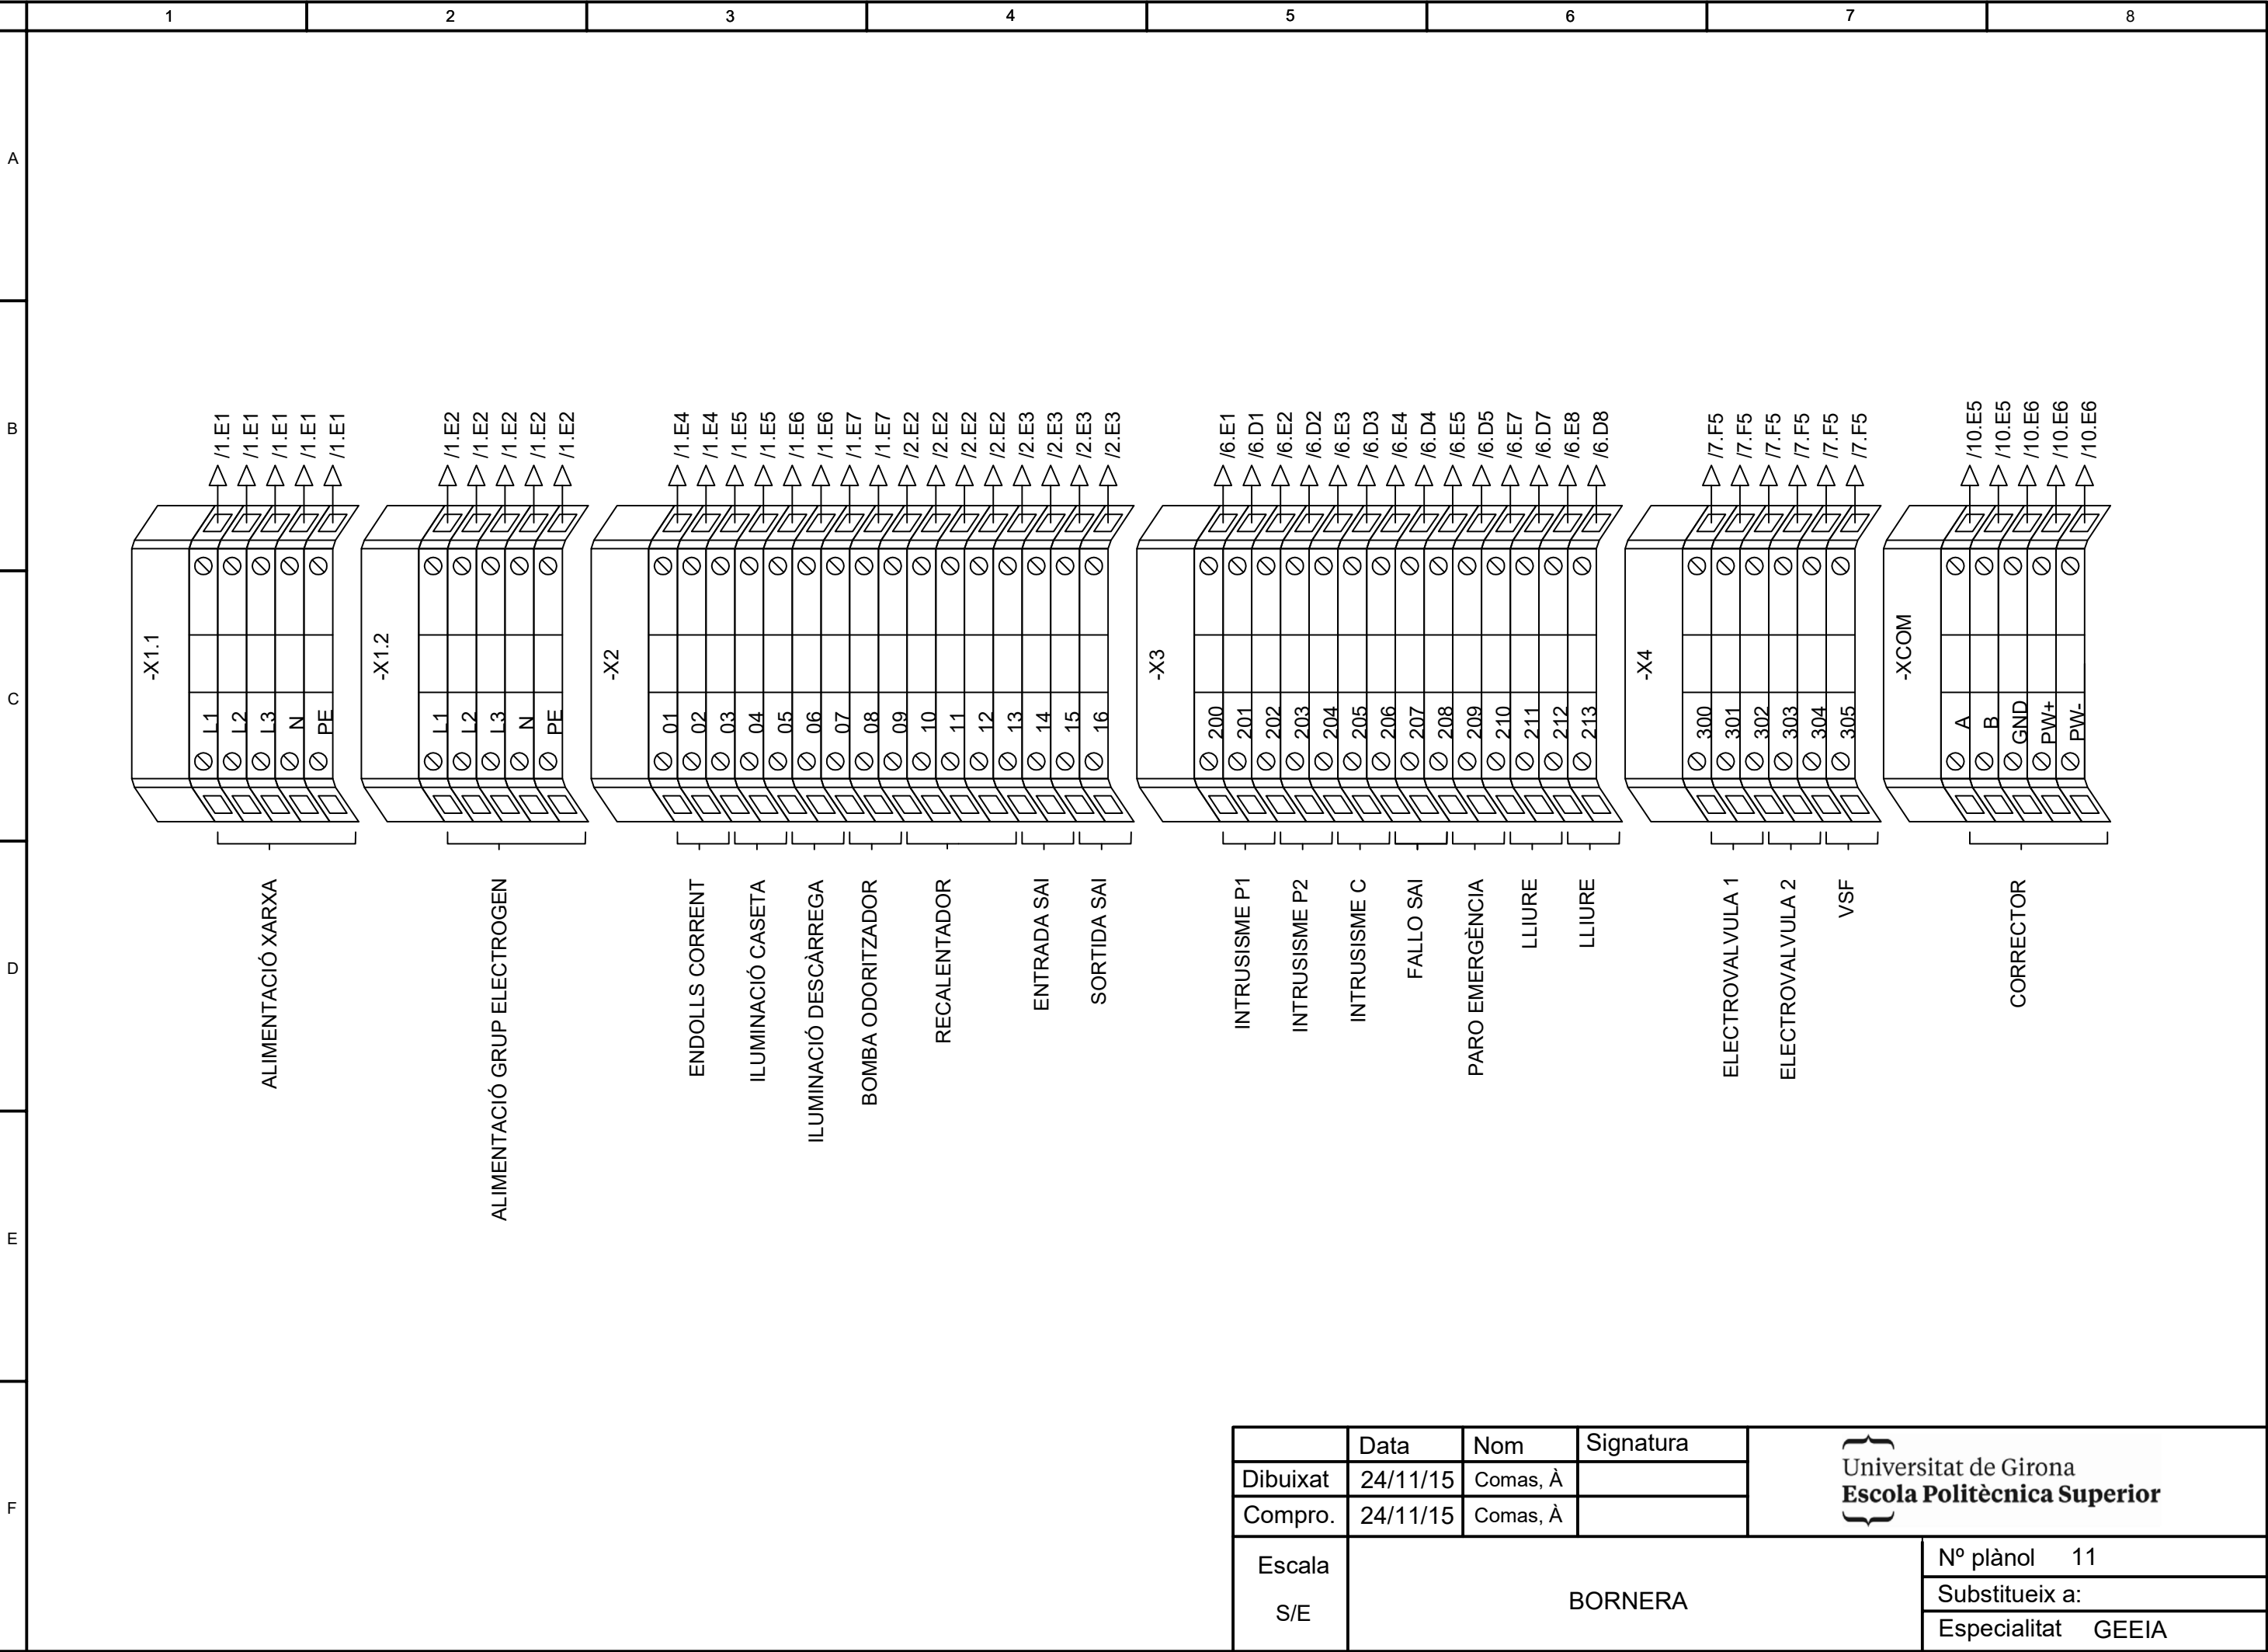 1 2 3 4 5 6 7 8
A
B
C
D
E
F
/1.E1 /1.E1 /1.E1 /1.E1 /1.E1
-X1.1
L1 L2 L3 N PE
ALIMENTACIÓ XARXA
/1.E2 /1.E2 /1.E2 /1.E2 /1.E2
-X1.2
L1 L2 L3 N PE
ALIMENTACIÓ GRUP ELECTROGEN
/1.E4 /1.E4 /1.E5 /1.E5 /1.E6 /1.E6 /1.E7 /1.E7 /2.E2 /2.E2 /2.E2 /2.E2 /2.E3 /2.E3 /2.E3 /2.E3
-X2
01 02 03 04 05 06 07 08 09 10 11 12 13 14 15 16
ENDOLLS CORRENT
ILUMINACIÓ CASETA
ILUMINACIÓ DESCÀRREGA
BOMBA ODORITZADOR
RECALENTADOR
ENTRADA SAI
SORTIDA SAI
/6.E1 /6.D1 /6.E2 /6.D2 /6.E3 /6.D3 /6.E4 /6.D4 /6.E5 /6.D5 /6.E7 /6.D7 /6.E8 /6.D8
-X3
200 201 202 203 204 205 206 207 208 209 210 211 212 213
INTRUSISME P1
INTRUSISME P2
INTRUSISME C
FALLO SAI
PARO EMERGÈNCIA
LLIURE
LLIURE
/7.F5 /7.F5 /7.F5 /7.F5 /7.F5 /7.F5
-X4
300 301 302 303 304 305
ELECTROVALVULA 1
ELECTROVALVULA 2
VSF
/10.E5 /10.E5 /10.E6 /10.E6 /10.E6
-XCOM
A B GND PW+ PW-
CORRECTOR
Data Nom Signatura
Dibuixat 24/11/15 Comas, À
Compro. 24/11/15 Comas, À
Universitat de Girona
Escola Politècnica Superior
Escala
S/E
BORNERA
Nº plànol 11
Substitueix a:
Especialitat GEEIA